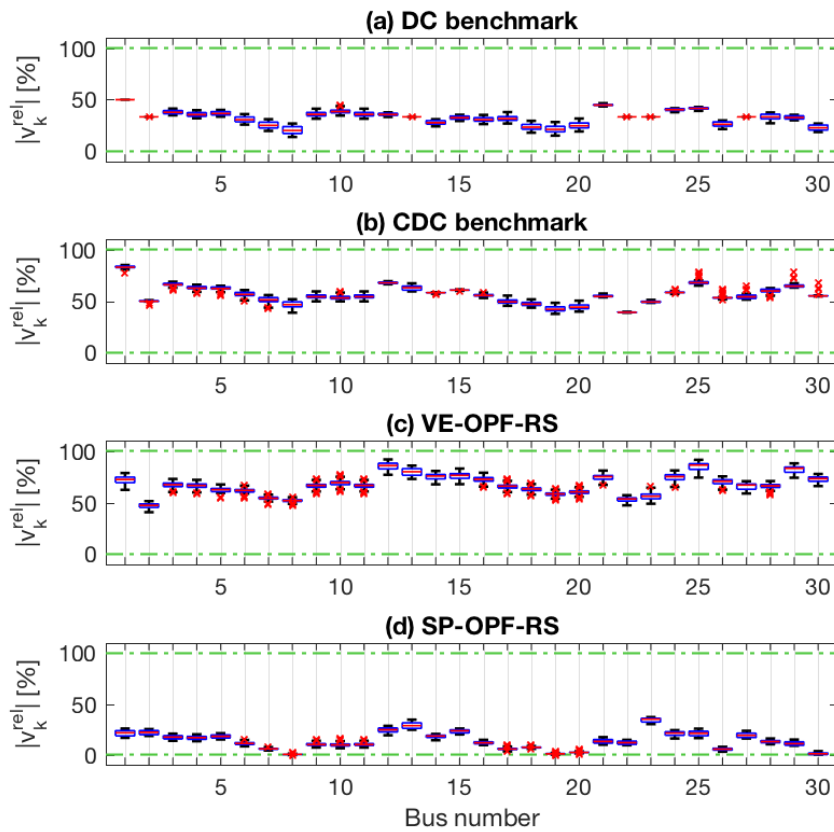 (a) DC benchmark
100
50
0
|v_k^rel| [%]
5 10 15 20 25 30
(b) CDC benchmark
100
50
0
|v_k^rel| [%]
5 10 15 20 25 30
(c) VE-OPF-RS
100
50
0
|v_k^rel| [%]
5 10 15 20 25 30
(d) SP-OPF-RS
100
50
0
|v_k^rel| [%]
5 10 15 20 25 30
Bus number